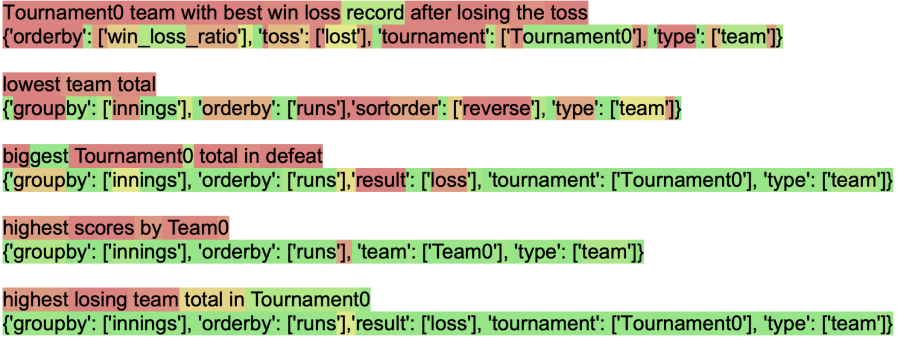 Tournament0 team with best win loss record after losing the toss
{'orderby': ['win_loss_ratio'], 'toss': ['lost'], 'tournament': ['Tournament0'], 'type': ['team']}
lowest team total
{'groupby': ['innings'], 'orderby': ['runs'],'sortorder': ['reverse'], 'type': ['team']}
biggest Tournament0 total in defeat
{'groupby': ['innings'], 'orderby': ['runs'],'result': ['loss'], 'tournament': ['Tournament0'], 'type': ['team']}
highest scores by Team0
{'groupby': ['innings'], 'orderby': ['runs'], 'team': ['Team0'], 'type': ['team']}
highest losing team total in Tournament0
{'groupby': ['innings'], 'orderby': ['runs'],'result': ['loss'], 'tournament': ['Tournament0'], 'type': ['team']}